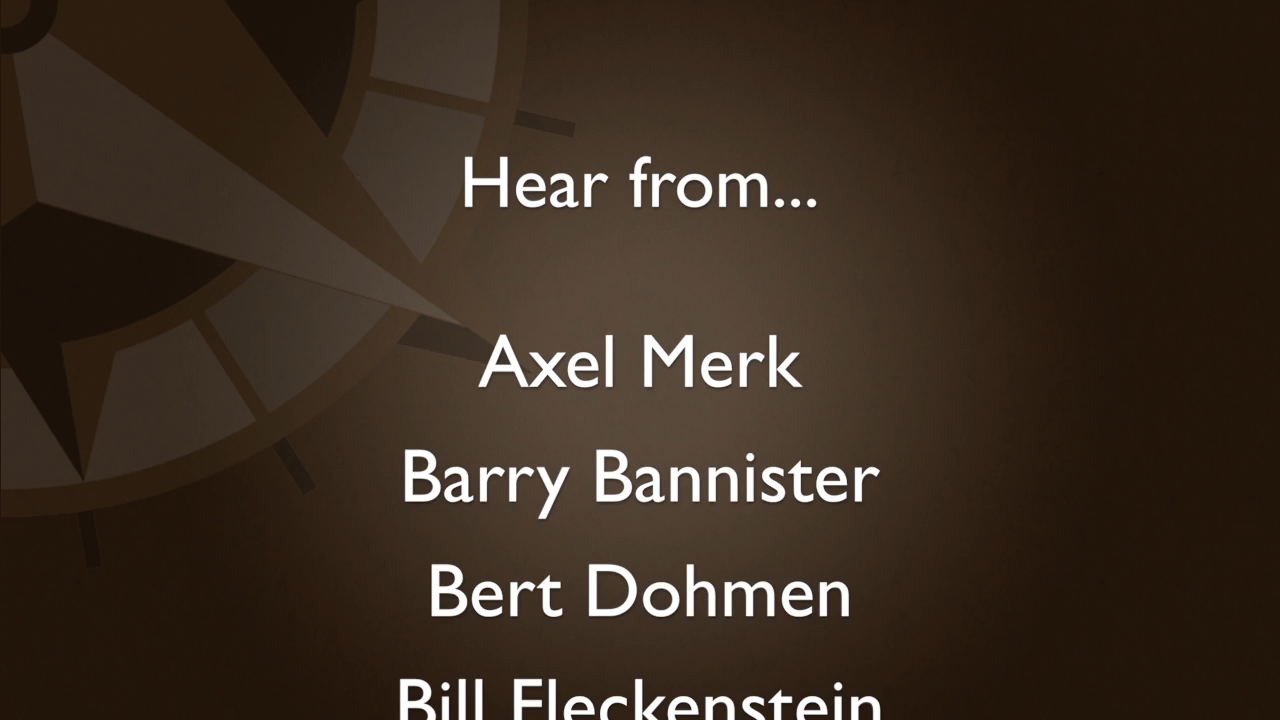 Hear from...
Axel Merk
Barry Bannister
Bert Dohmen
Bill Fleckenstein